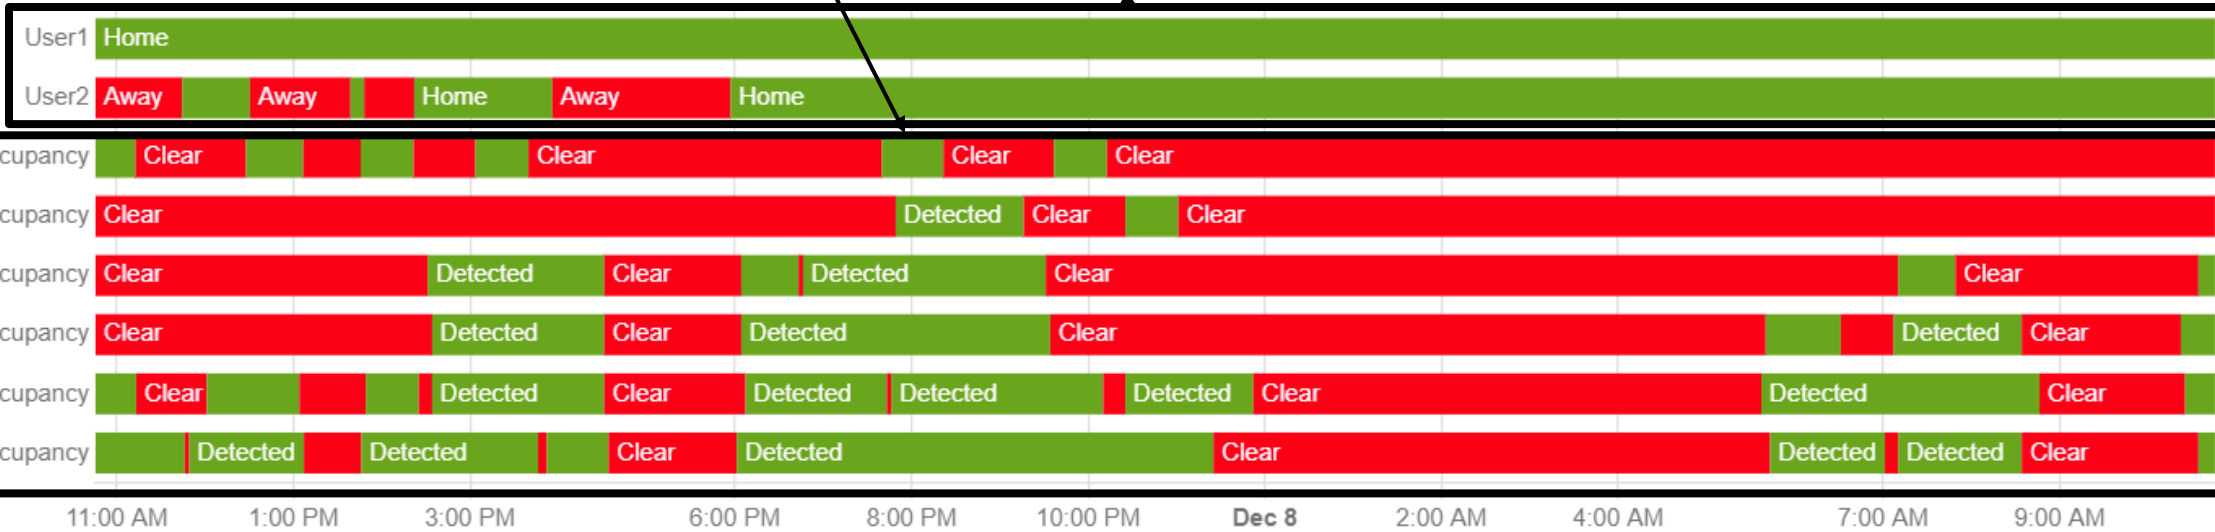 User1 Home
User2 Away Away Home Away Home
cupancy Clear Clear Clear Clear
cupancy Clear Detected Clear Clear
cupancy Clear Detected Clear Detected Clear Clear
cupancy Clear Detected Clear Detected Clear Detected Clear
cupancy Clear Detected Clear Detected Detected Detected Clear Detected Clear
cupancy Detected Detected Clear Detected Clear Detected Detected Clear
11:00 AM 1:00 PM 3:00 PM 6:00 PM 8:00 PM 10:00 PM Dec 8 2:00 AM 4:00 AM 7:00 AM 9:00 AM